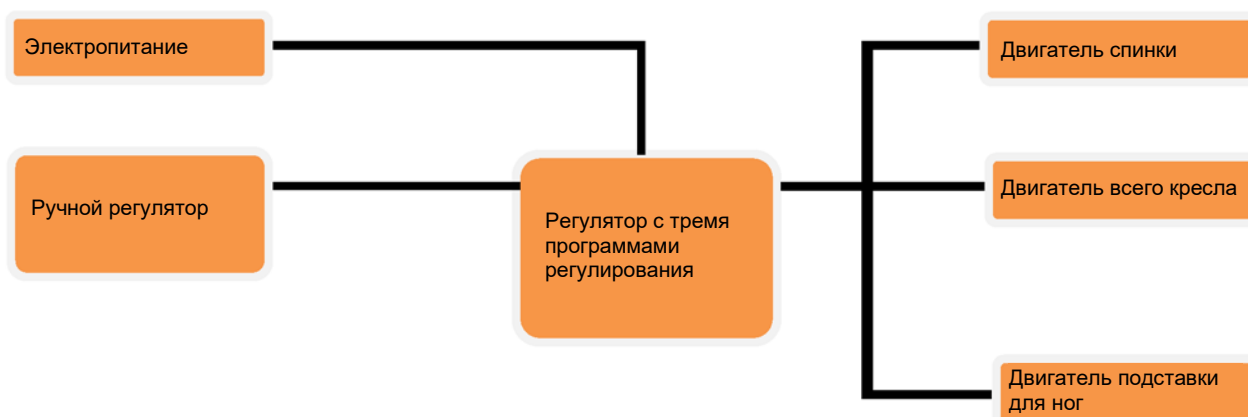 Электропитание
Двигатель спинки
Ручной регулятор
Регулятор с тремя
программами
регулирования
Двигатель всего кресла
Двигатель подставки
для ног